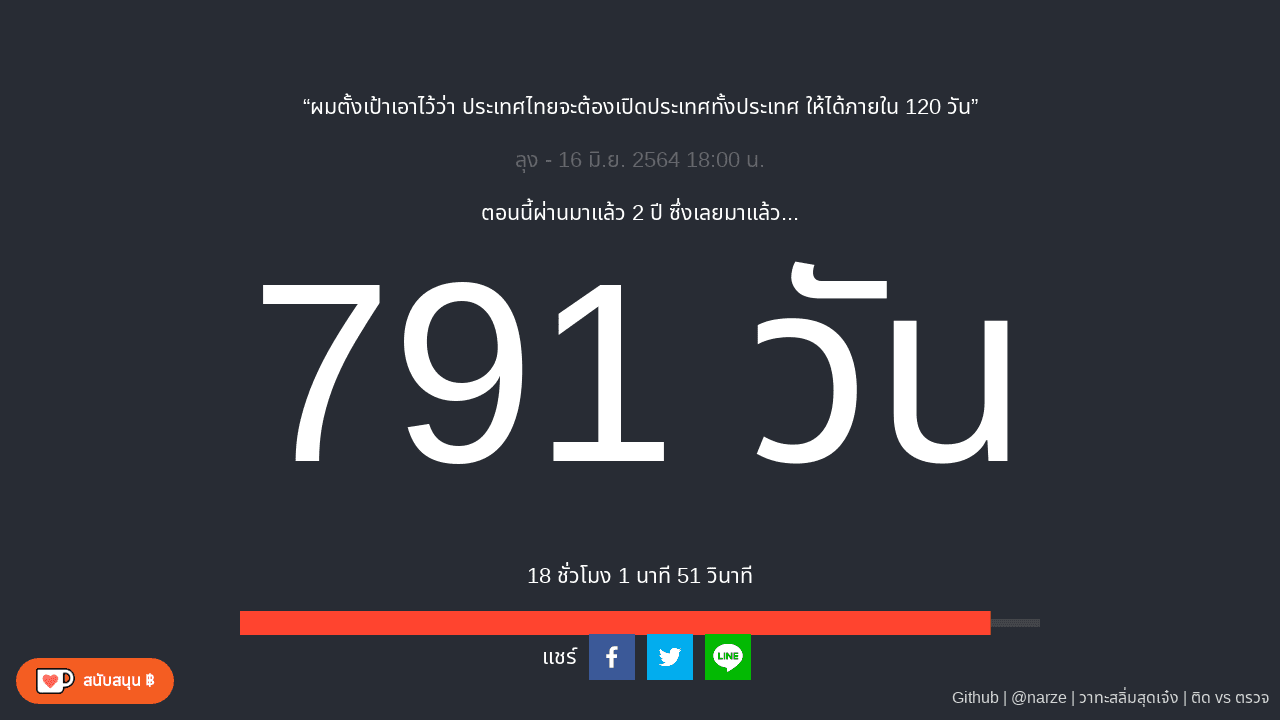 “ผมตั้งเป้าเอาไว้ว่า ประเทศไทยจะต้องเปิดประเทศทั้งประเทศ ให้ได้ภายใน 120 วัน”
ลุง - 16 มิ.ย. 2564 18:00 น.
ตอนนี้ผ่านมาแล้ว 2 ปี ซึ่งเลยมาแล้ว...
791 วัน
18 ชั่วโมง 1 นาที 51 วินาที
แชร์
LINE
สนับสนุน ฿
Github | @narze | วาทะสลิ่มสุดเจ๋ง | ติด vs ตรวจ